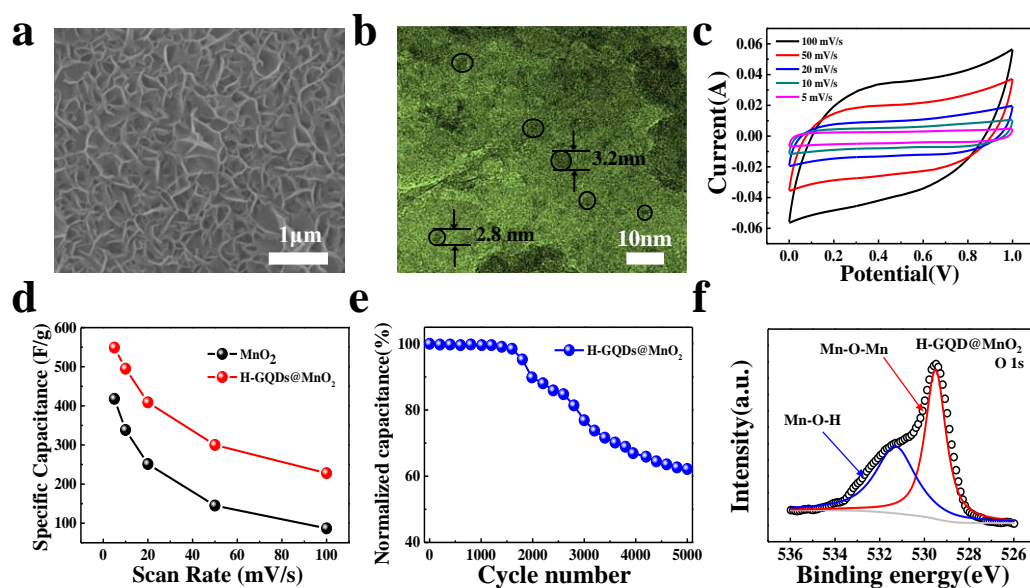 a
1μm
b
3.2nm
2.8 nm
10nm
c
100 mV/s
50 mV/s
20 mV/s
10 mV/s
5 mV/s
Current(A)
0.06
0.04
0.02
0.00
-0.02
-0.04
-0.06
0.0 0.2 0.4 0.6 0.8 1.0
Potential(V)
d
MnO₂
H-GQDs@MnO₂
Specific Capacitance (F/g)
600
500
400
300
200
100
0 20 40 60 80 100
Scan Rate (mV/s)
e
H-GQDs@MnO₂
Normalized capacitance(%)
100
80
60
40
0 1000 2000 3000 4000 5000
Cycle number
f
Mn-O-Mn
H-GQD@MnO₂
O 1s
Mn-O-H
Intensity(a.u.)
536 534 532 530 528 526
Binding energy(eV)